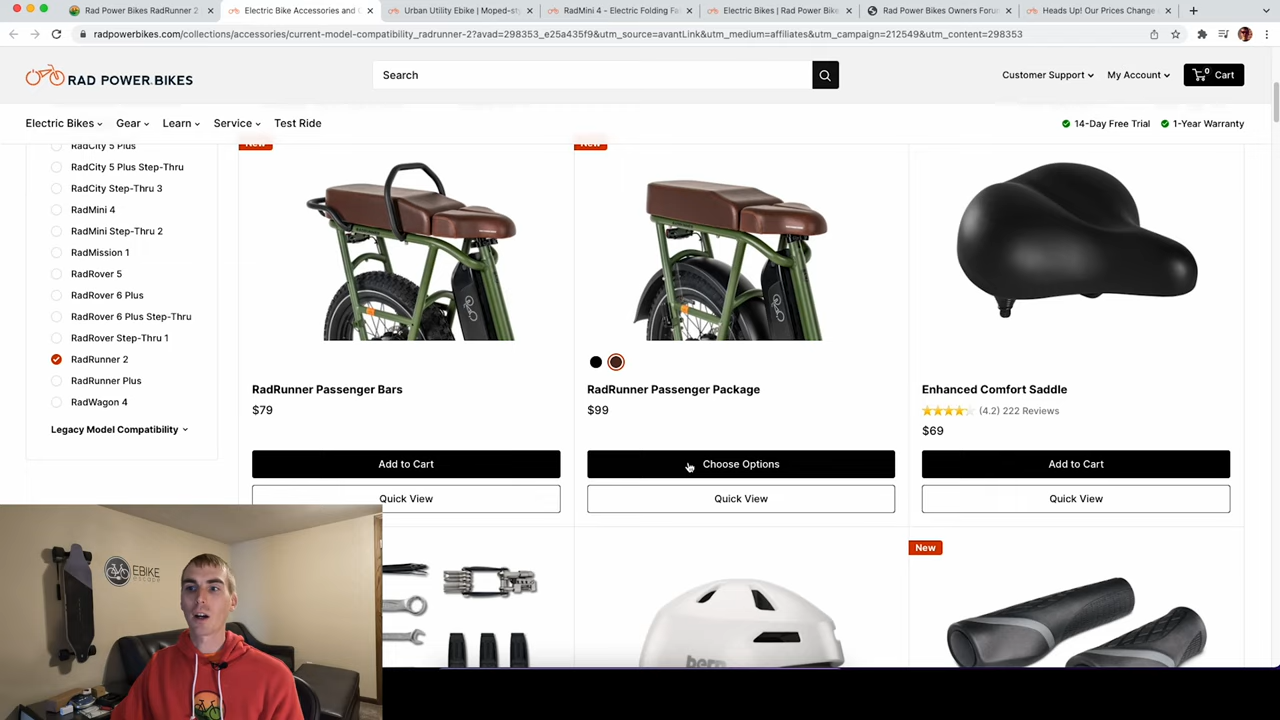 Rad Power Bikes RadRunner 2
Electric Bike Accessories and
Urban Utility Ebike | Moped-sty
RadMini 4 - Electric Folding Fa
Electric Bikes | Rad Power Bike
Rad Power Bikes Owners Forum
Heads Up! Our Prices Change
radpowerbikes.com/collections/accessories/current-model-compatibility_radrunner-2?avad=298353_e25a435f9&utm_source=avantLink&utm_medium=affiliates&utm_campaign=212549&utm_content=298353
RAD POWER BIKES
Search
Customer Support
My Account
0
Cart
Electric Bikes
Gear
Learn
Service
Test Ride
14-Day Free Trial
1-Year Warranty
RadCity 5 Plus
RadCity 5 Plus Step-Thru
RadCity Step-Thru 3
RadMini 4
RadMini Step-Thru 2
RadMission 1
RadRover 5
RadRover 6 Plus
RadRover 6 Plus Step-Thru
RadRover Step-Thru 1
RadRunner 2
RadRunner Plus
RadWagon 4
Legacy Model Compatibility
New
RadRunner Passenger Bars
$79
Add to Cart
Quick View
New
RadRunner Passenger Package
$99
Choose Options
Quick View
Enhanced Comfort Saddle
(4.2) 222 Reviews
$69
Add to Cart
Quick View
New
bern
EBIKE
ESCAPE